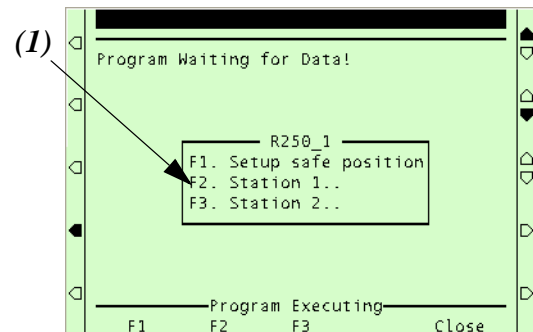 (1)
Program Waiting for Data!
R250_1
F1. Setup safe position
F2. Station 1..
F3. Station 2..
Program Executing
F1 F2 F3 Close